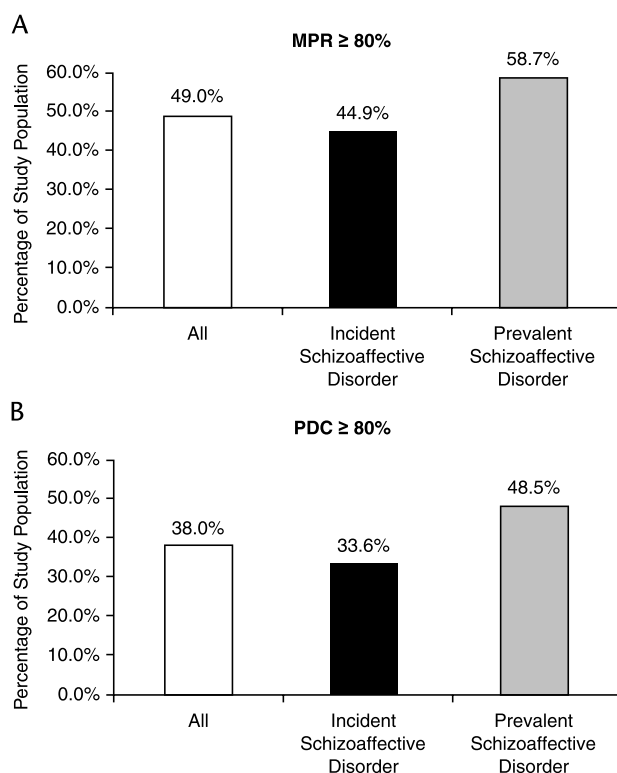 A
MPR ≥ 80%
Percentage of Study Population
60.0%
50.0%
40.0%
30.0%
20.0%
10.0%
0.0%
49.0%
44.9%
58.7%
All
Incident
Schizoaffective
Disorder
Prevalent
Schizoaffective
Disorder
B
PDC ≥ 80%
Percentage of Study Population
60.0%
50.0%
40.0%
30.0%
20.0%
10.0%
0.0%
38.0%
33.6%
48.5%
All
Incident
Schizoaffective
Disorder
Prevalent
Schizoaffective
Disorder